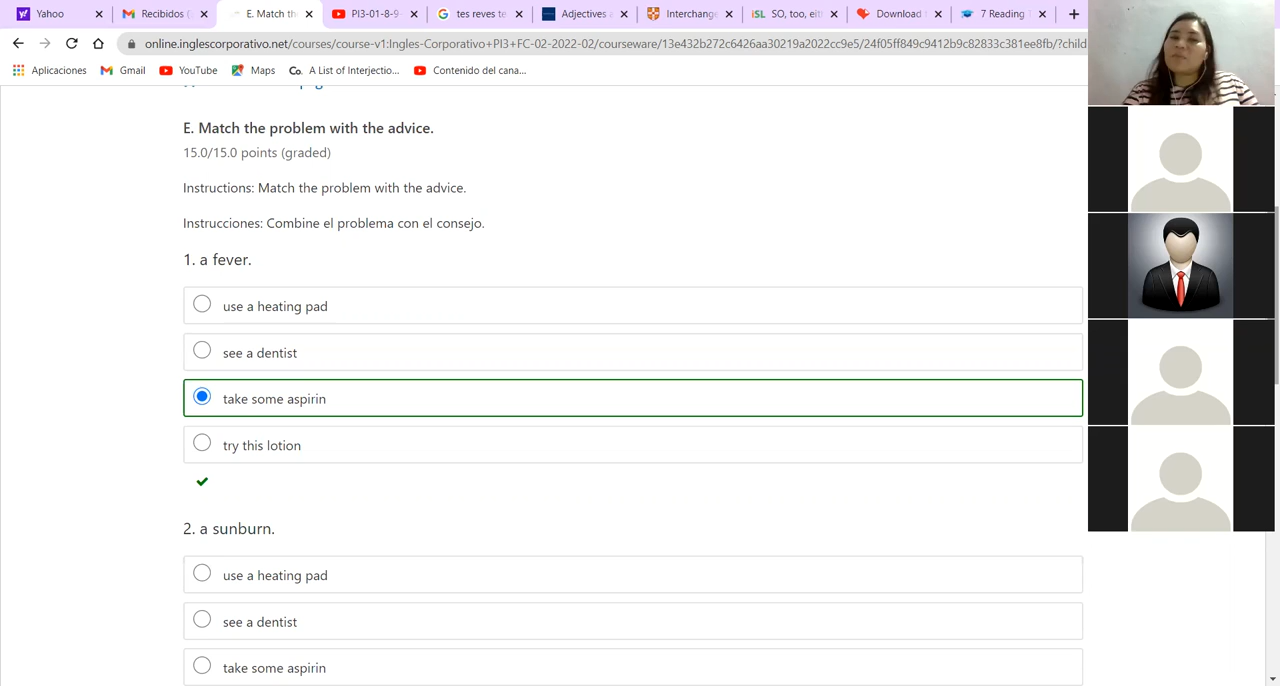 Yahoo
Recibidos (
E. Match th
PI3-01-8-9-
tes reves te
Adjectives a
Interchange
iSL SO, too, eit
Download
7 Reading T
online.inglescorporativo.net/courses/course-v1:Ingles-Corporativo+PI3+FC-02-2022-02/courseware/13e432b272c6426aa30219a2022cc9e5/24f05ff849c9412b9c82833c381ee8fb/?child
Aplicaciones
Gmail
YouTube
Maps
Co. A List of Interjectio...
Contenido del cana...
E. Match the problem with the advice.
15.0/15.0 points (graded)
Instructions: Match the problem with the advice.
Instrucciones: Combine el problema con el consejo.
1. a fever.
use a heating pad
see a dentist
take some aspirin
try this lotion
2. a sunburn.
use a heating pad
see a dentist
take some aspirin